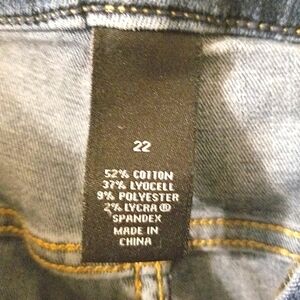 22
52% COTTON
37% LYOCELL
9% POLYESTER
2% LYCRA ®
SPANDEX
MADE IN
CHINA